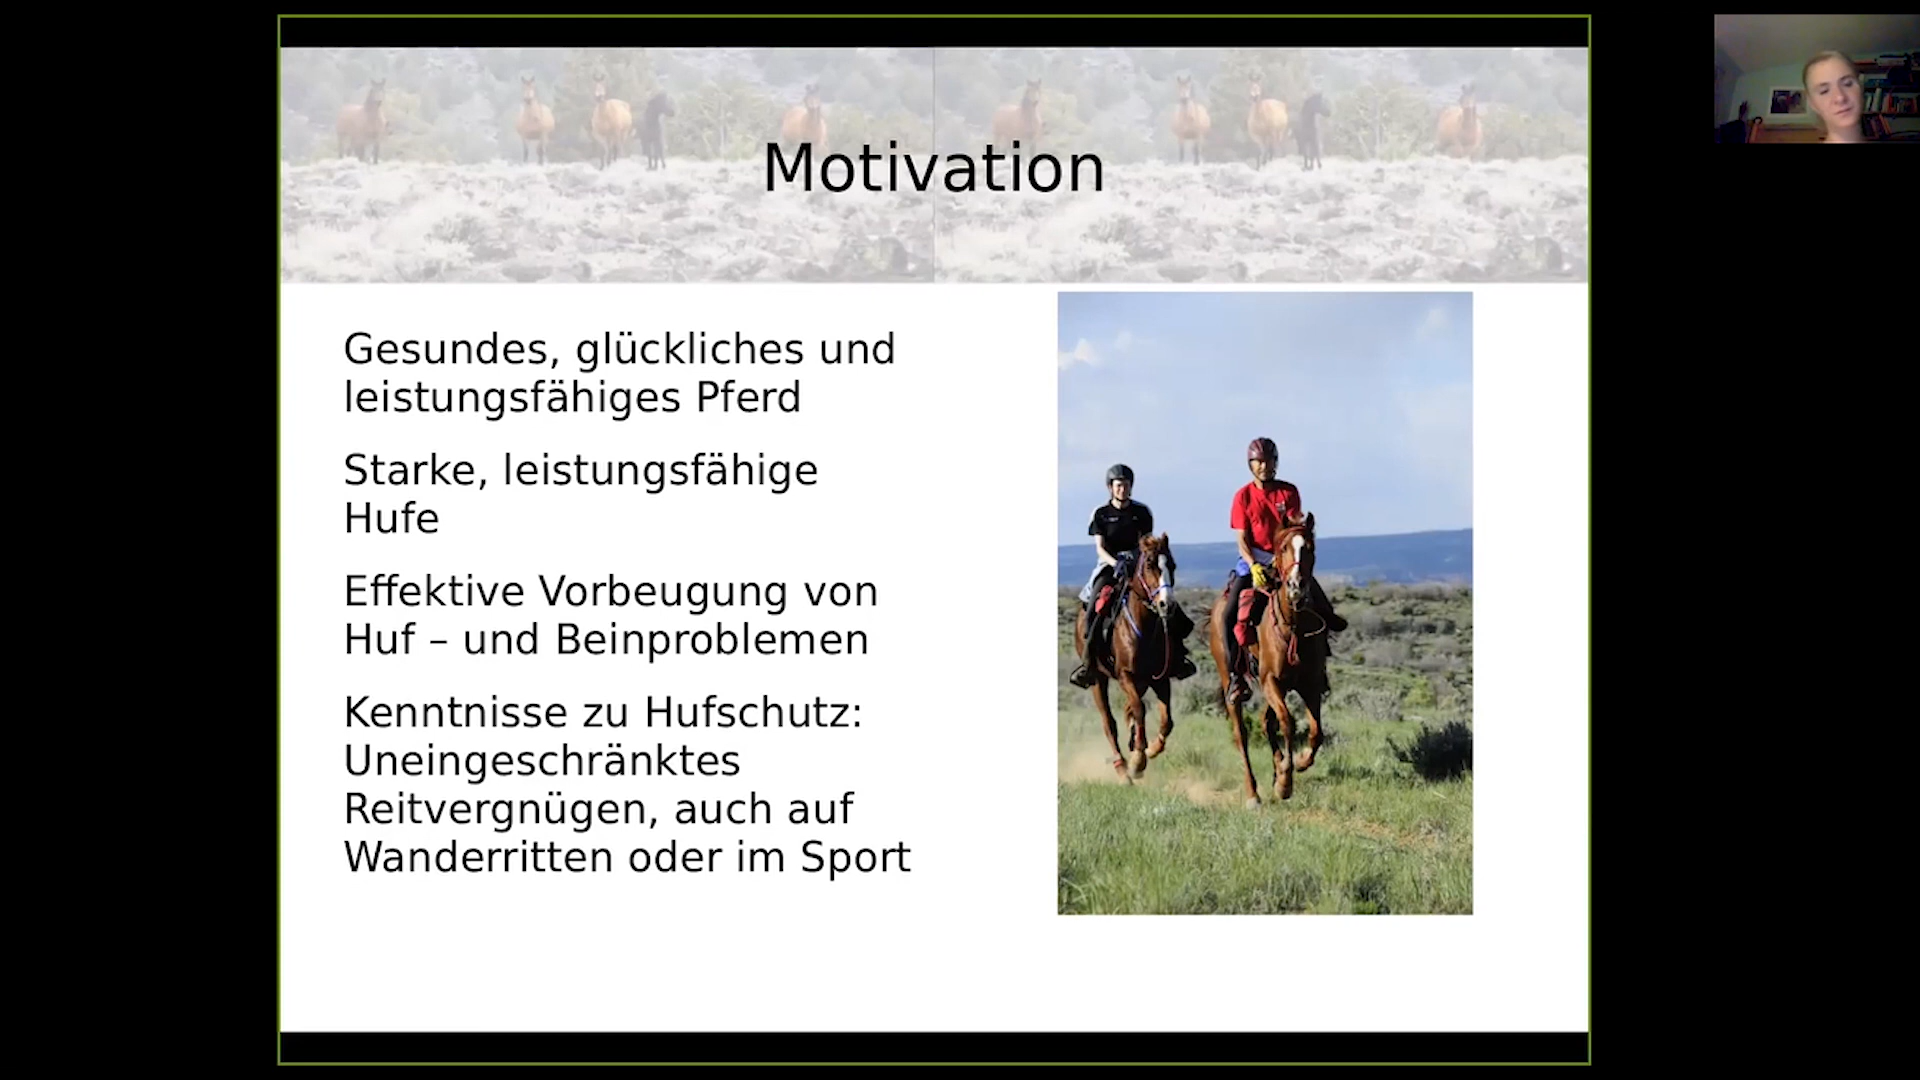 Motivation
Gesundes, glückliches und
leistungsfähiges Pferd
Starke, leistungsfähige
Hufe
Effektive Vorbeugung von
Huf – und Beinproblemen
Kenntnisse zu Hufschutz:
Uneingeschränktes
Reitvergnügen, auch auf
Wanderritten oder im Sport